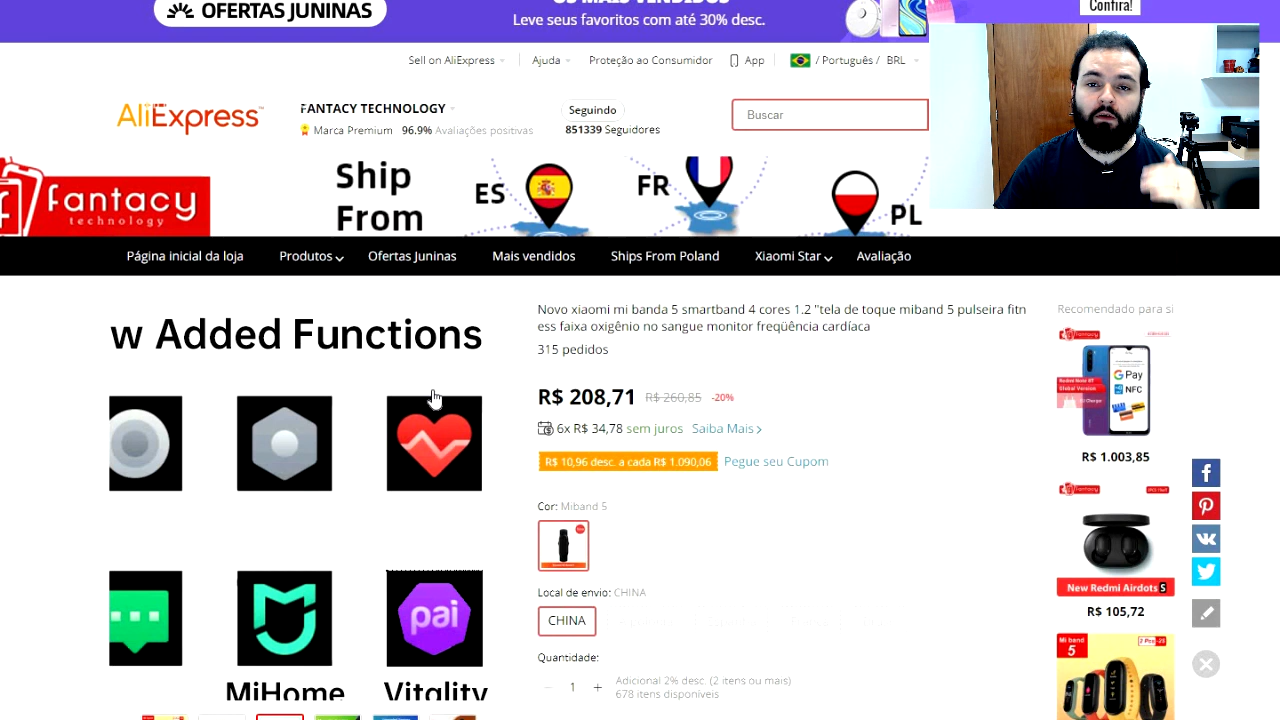 OFERTAS JUNINAS
OS MAIS VENDIDOS
Leve seus favoritos com até 30% desc.
Confira!
Sell on AliExpress
Ajuda
Proteção ao Consumidor
App
/ Português / BRL
AliExpress
FANTACY TECHNOLOGY
Marca Premium 96.9% Avaliações positivas
Seguindo
851339 Seguidores
Buscar
fantacy
technology
Ship
From
ES
FR
PL
Página inicial da loja
Produtos
Ofertas Juninas
Mais vendidos
Ships From Poland
Xiaomi Star
Avaliação
w Added Functions
pai
MiHome
Vitality
Novo xiaomi mi banda 5 smartband 4 cores 1.2 "tela de toque miband 5 pulseira fitn
ess faixa oxigênio no sangue monitor freqüência cardíaca
315 pedidos
R$ 208,71 R$ 260,85 -20%
6x R$ 34,78 sem juros Saiba Mais
R$ 10,96 desc. a cada R$ 1.090,06 Pegue seu Cupom
Cor: Miband 5
Local de envio: CHINA
CHINA
Quantidade:
1
Adicional 2% desc. (2 itens ou mais)
678 itens disponíveis
Recomendado para si
G Pay
NFC
R$ 1.003,85
New Redmi Airdots S
R$ 105,72
Mi band
5